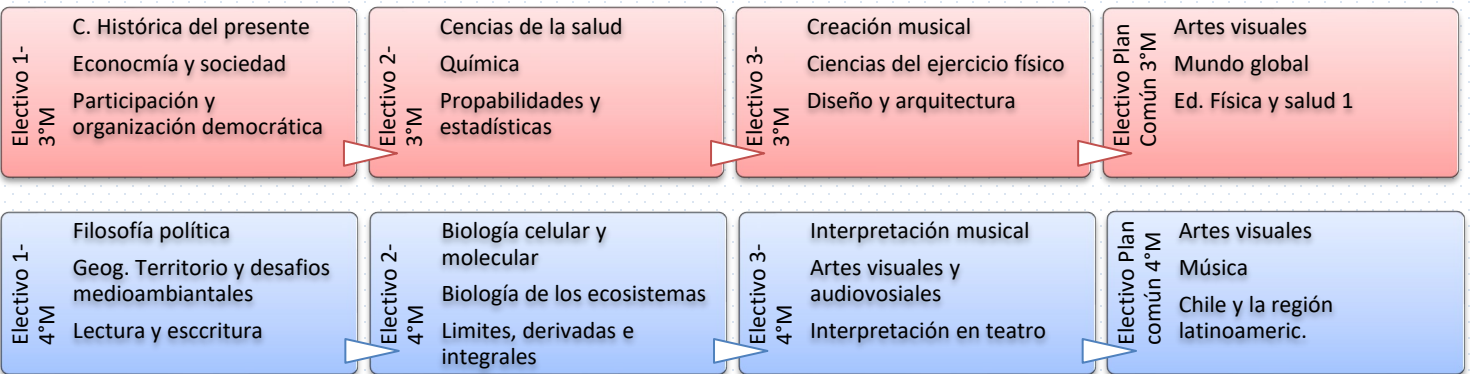 Electivo 1-
3°M
C. Histórica del presente
Econocmía y sociedad
Participación y
organización democrática
Electivo 2-
3°M
Cencias de la salud
Química
Propabilidades y
estadísticas
Electivo 3-
3°M
Creación musical
Ciencias del ejercicio físico
Diseño y arquitectura
Electivo Plan
Común 3°M
Artes visuales
Mundo global
Ed. Física y salud 1
Electivo 1-
4°M
Filosofía política
Geog. Territorio y desafios
medioambiantales
Lectura y esccritura
Electivo 2-
4°M
Biología celular y
molecular
Biología de los ecosistemas
Limites, derivadas e
integrales
Electivo 3-
4°M
Interpretación musical
Artes visuales y
audiovosiales
Interpretación en teatro
Electivo Plan
común 4°M
Artes visuales
Música
Chile y la región
latinoameric.